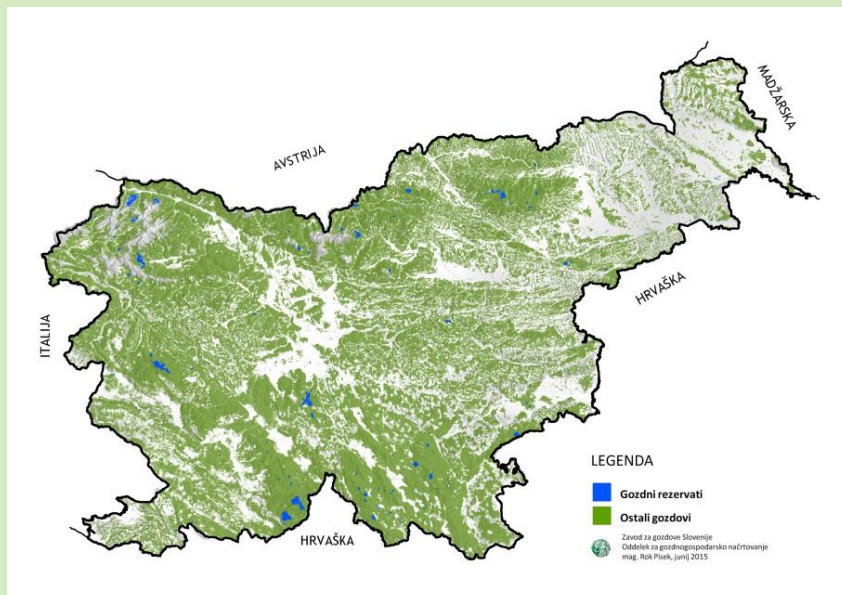 AVSTRIJA
MADŽARSKA
ITALIJA
HRVAŠKA
HRVAŠKA
LEGENDA
Gozdni rezervati
Ostali gozdovi
Zavod za gozdove Slovenije
Oddelek za gozdnogospodarsko načrtovanje
mag. Rok Pisek, junij 2015